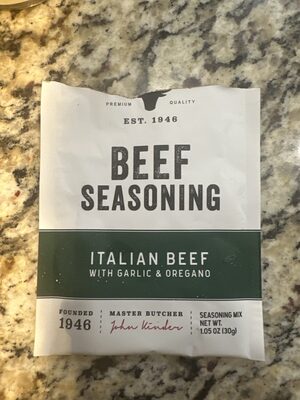 PREMIUM QUALITY
EST. 1946
BEEF
SEASONING
ITALIAN BEEF
WITH GARLIC & OREGANO
FOUNDED
1946
MASTER BUTCHER
John Kinder
SEASONING MIX
NET WT.
1.05 OZ (30g)